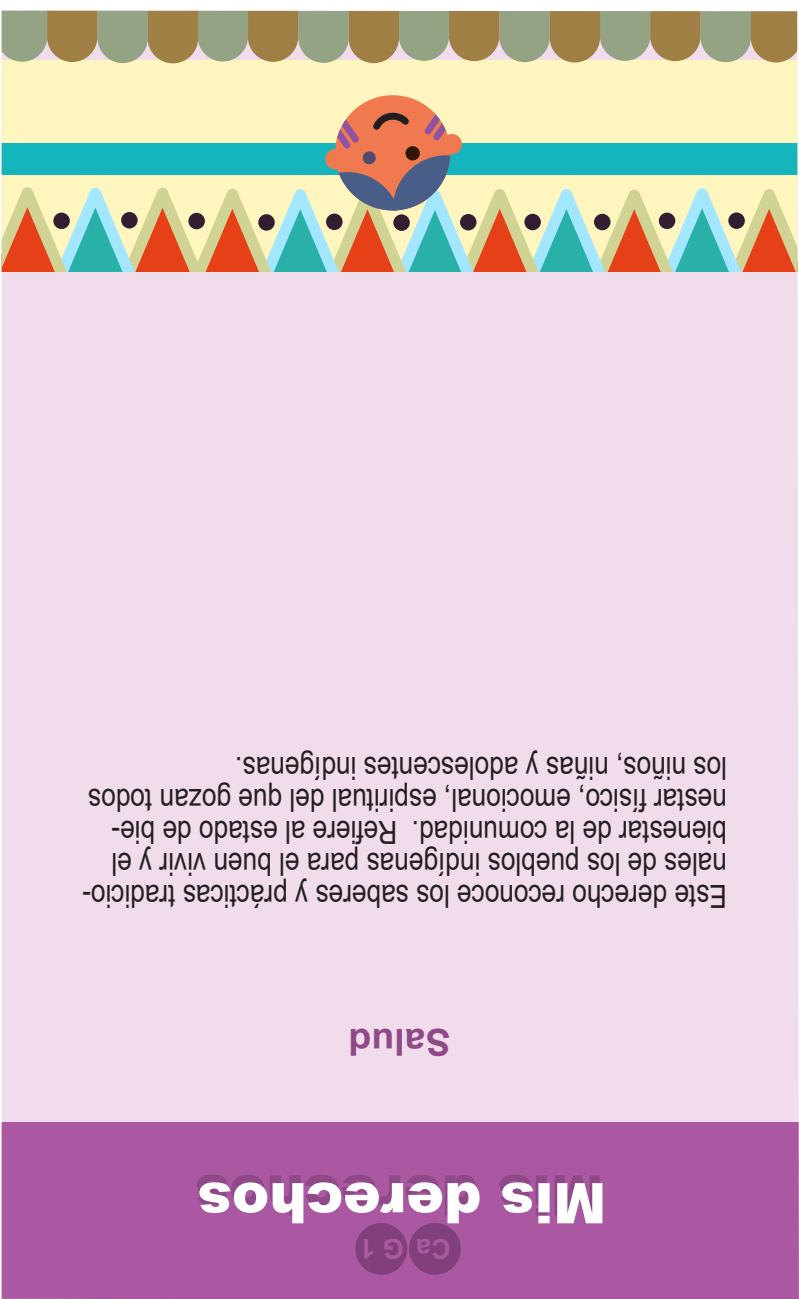 Ca G 1
Mis derechos
Salud
Este derecho reconoce los saberes y prácticas tradicio-
nales de los pueblos indígenas para el buen vivir y el
bienestar de la comunidad. Refiere al estado de bie-
nestar físico, emocional, espiritual del que gozan todos
los niños, niñas y adolescentes indígenas.